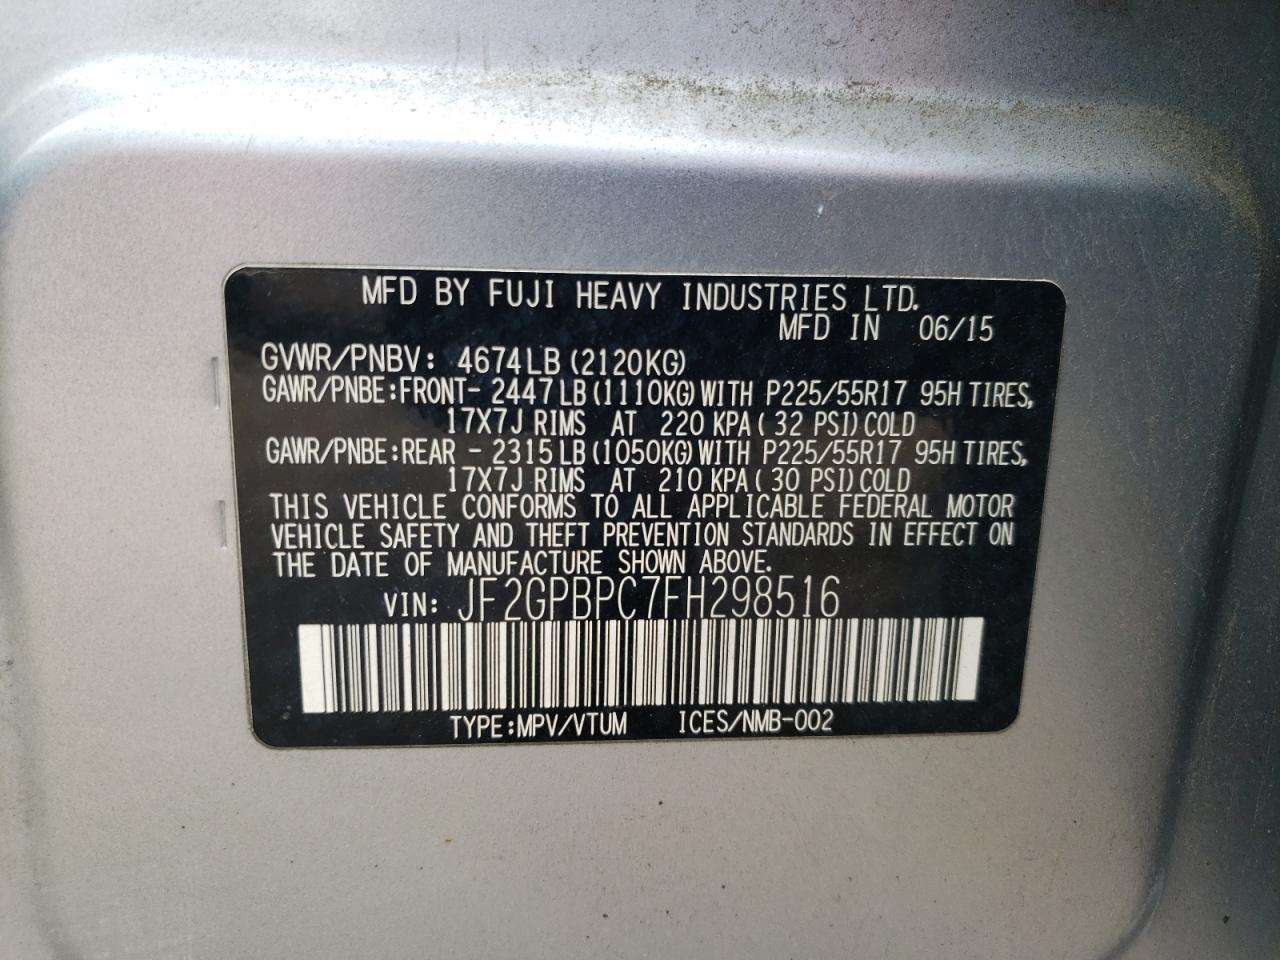 MFD BY FUJI HEAVY INDUSTRIES LTD.
MFD IN 06/15
GVWR/PNBV: 4674LB (2120KG)
GAWR/PNBE:FRONT- 2447LB (1110KG) WITH P225/55R17 95H TIRES,
17X7J RIMS AT 220 KPA ( 32 PSI) COLD
GAWR/PNBE:REAR - 2315LB (1050KG) WITH P225/55R17 95H TIRES,
17X7J RIMS AT 210 KPA ( 30 PSI) COLD
THIS VEHICLE CONFORMS TO ALL APPLICABLE FEDERAL MOTOR
VEHICLE SAFETY AND THEFT PREVENTION STANDARDS IN EFFECT ON
THE DATE OF MANUFACTURE SHOWN ABOVE.
VIN: JF2GPBPC7FH298516
TYPE:MPV/VTUM ICES/NMB-002